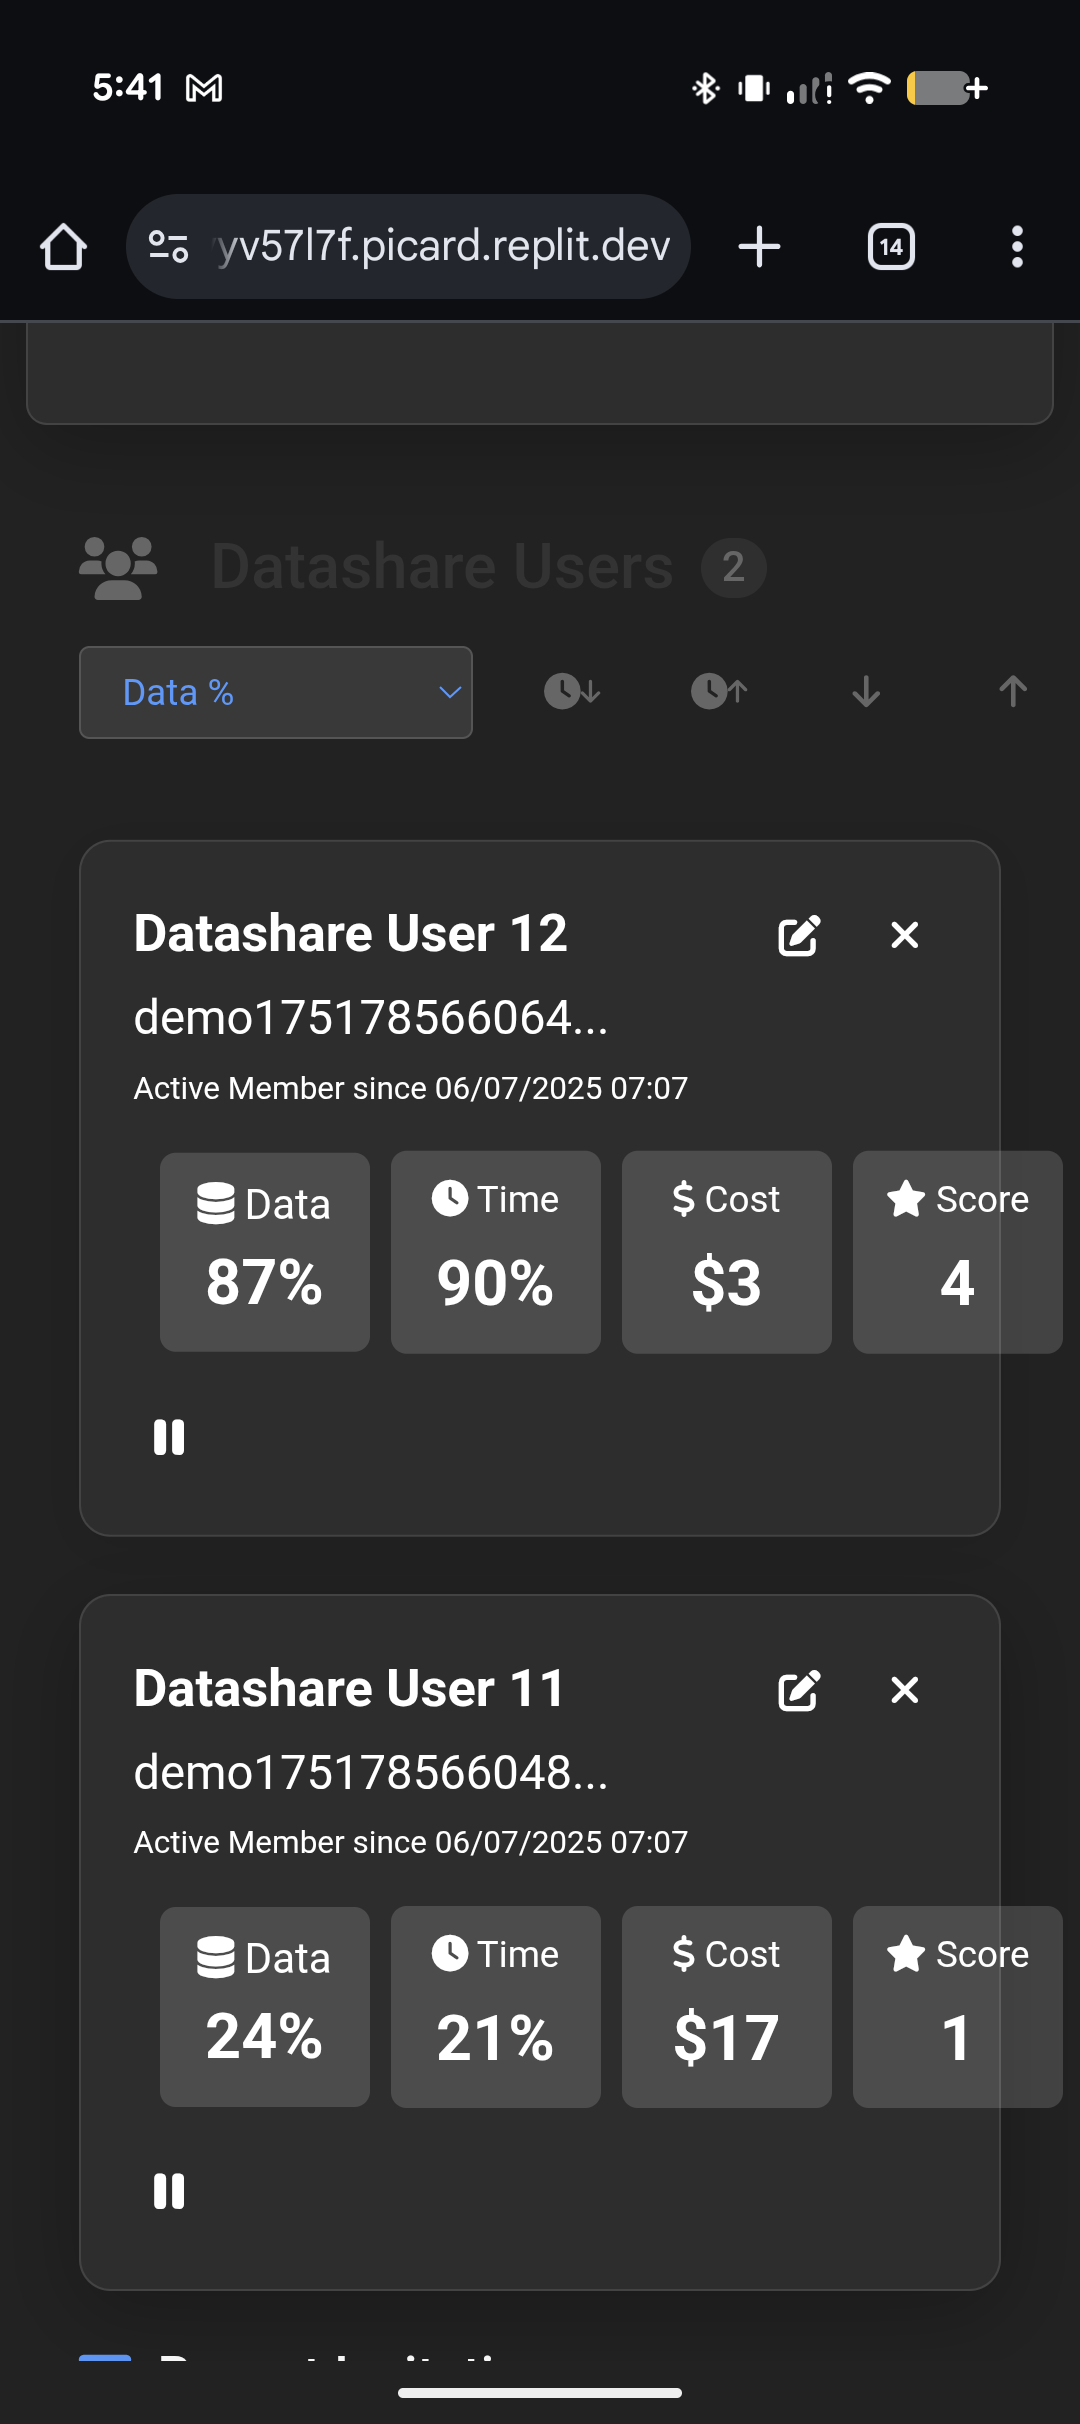 5:41
yv57l7f.picard.replit.dev
14
Datashare Users 2
Data %
Datashare User 12
demo175178566064...
Active Member since 06/07/2025 07:07
Data Time Cost Score
87% 90% $3 4
Datashare User 11
demo175178566048...
Active Member since 06/07/2025 07:07
Data Time Cost Score
24% 21% $17 1